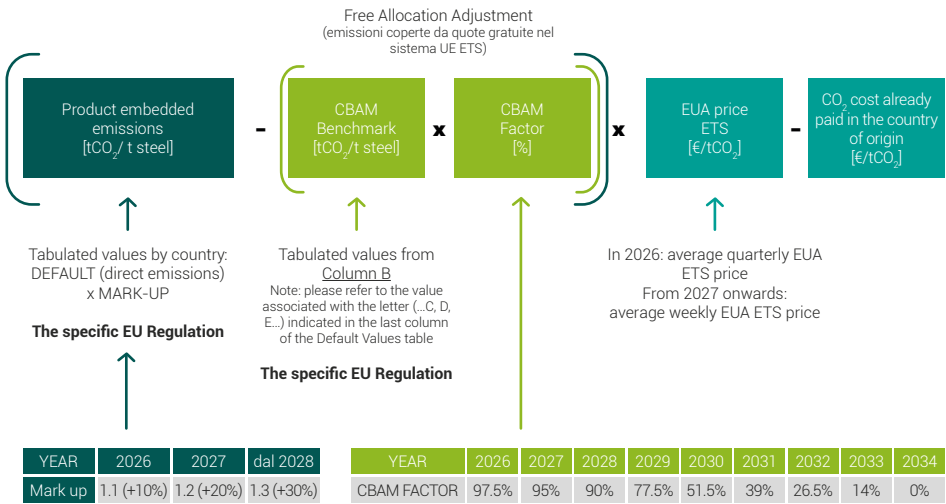 Free Allocation Adjustment
(emissioni coperte da quote gratuite nel
sistema UE ETS)
Product embedded
emissions
[tCO₂/ t steel]
-
CBAM
Benchmark
[tCO₂/t steel]
x
CBAM
Factor
[%]
x
EUA price
ETS
[€/tCO₂]
-
CO₂ cost already
paid in the country
of origin
[€/tCO₂]
Tabulated values by country:
DEFAULT (direct emissions)
x MARK-UP
The specific EU Regulation
Tabulated values from
Column B
Note: please refer to the value
associated with the letter (...C, D,
E...) indicated in the last column
of the Default Values table
The specific EU Regulation
In 2026: average quarterly EUA
ETS price
From 2027 onwards:
average weekly EUA ETS price
YEAR 2026 2027 dal 2028
Mark up 1.1 (+10%) 1.2 (+20%) 1.3 (+30%)
YEAR 2026 2027 2028 2029 2030 2031 2032 2033 2034
CBAM FACTOR 97.5% 95% 90% 77.5% 51.5% 39% 26.5% 14% 0%